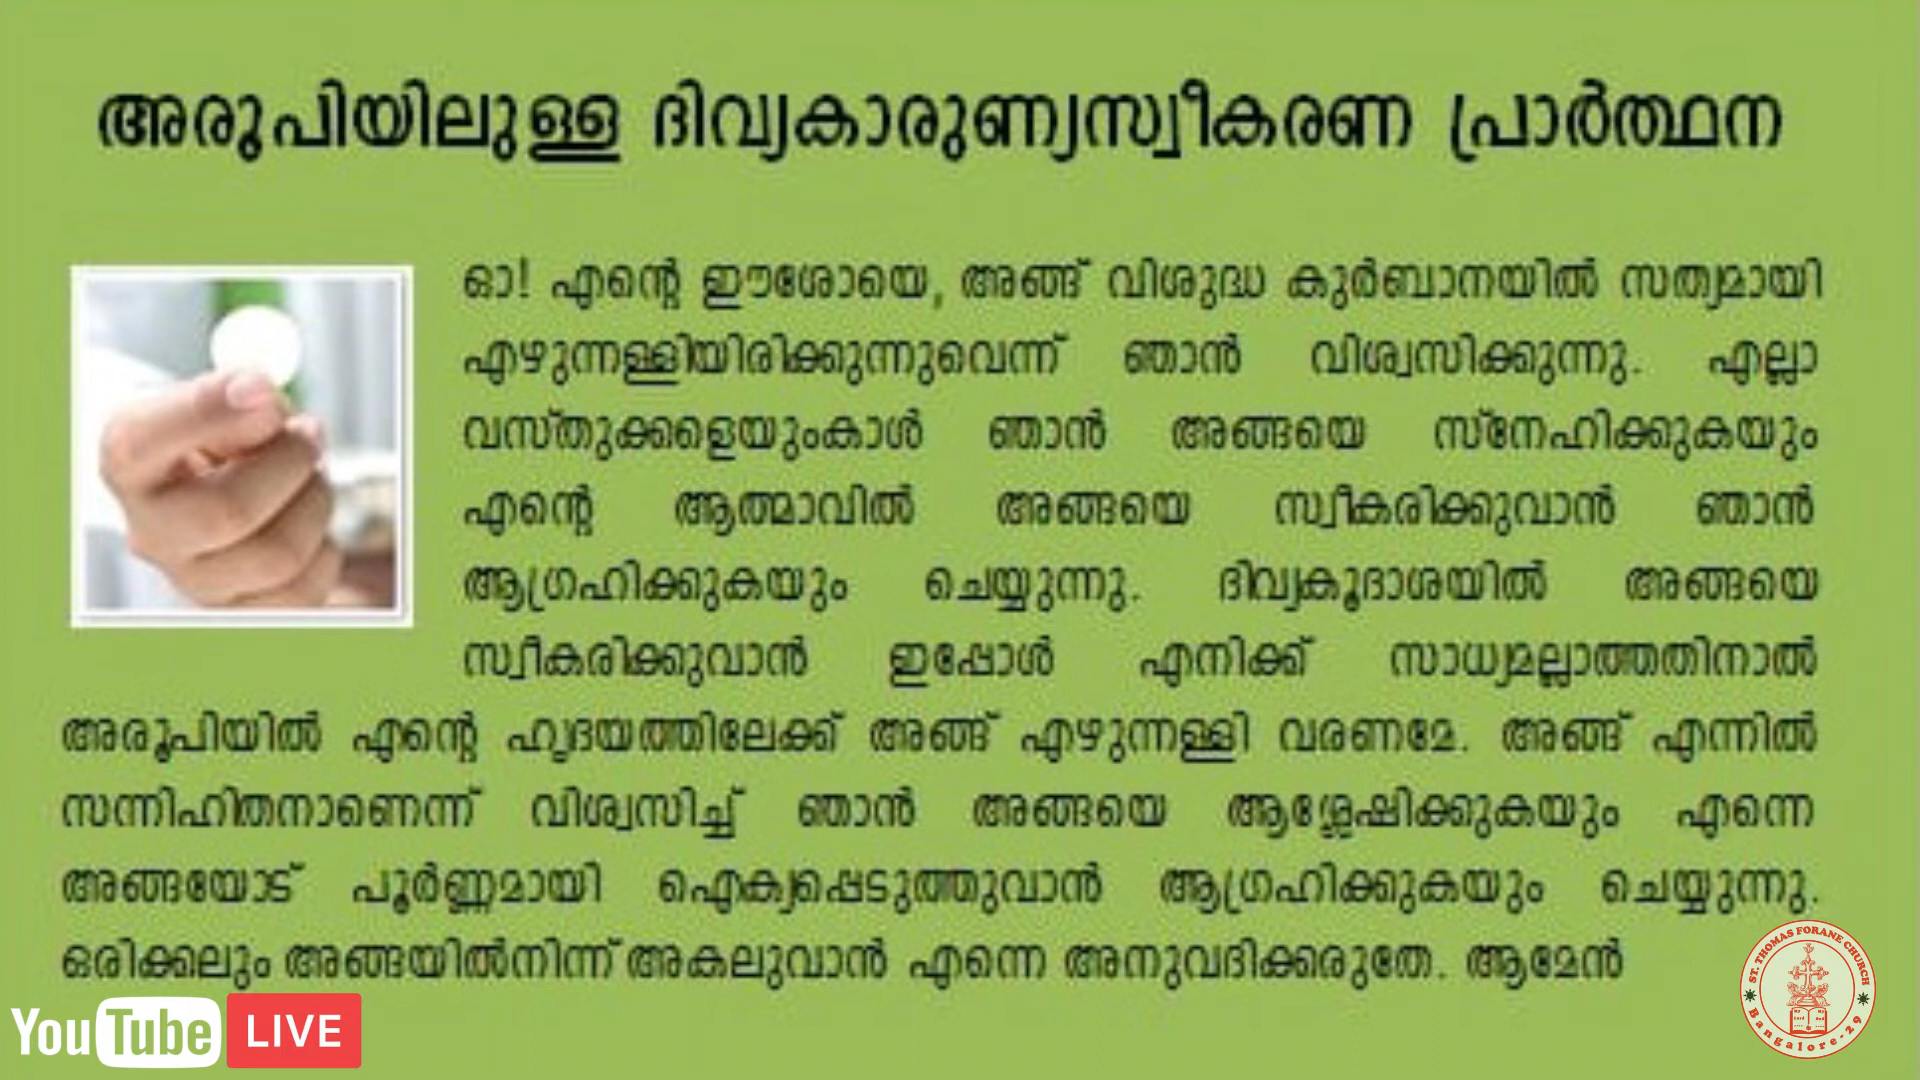 അരൂപിയിലുള്ള ദിവ്യകാരുണ്യസ്വീകരണ പ്രാർത്ഥന
ഓ! എന്റെ ഈശോയെ, അങ്ങ് വിശുദ്ധ കുർബാനയിൽ സത്യമായി
എഴുന്നള്ളിയിരിക്കുന്നുവെന്ന് ഞാൻ വിശ്വസിക്കുന്നു. എല്ലാ
വസ്തുക്കളെയുംകാൾ ഞാൻ അങ്ങയെ സ്നേഹിക്കുകയും
എന്റെ ആത്മാവിൽ അങ്ങയെ സ്വീകരിക്കുവാൻ ഞാൻ
ആഗ്രഹിക്കുകയും ചെയ്യുന്നു. ദിവ്യകൂദാശയിൽ അങ്ങയെ
സ്വീകരിക്കുവാൻ ഇപ്പോൾ എനിക്ക് സാധ്യമല്ലാത്തതിനാൽ
അരൂപിയിൽ എന്റെ ഹൃദയത്തിലേക്ക് അങ്ങ് എഴുന്നള്ളി വരണമേ. അങ്ങ് എന്നിൽ
സന്നിഹിതനാണെന്ന് വിശ്വസിച്ച് ഞാൻ അങ്ങയെ ആശ്ലേഷിക്കുകയും എന്നെ
അങ്ങയോട് പൂർണ്ണമായി ഐക്യപ്പെടുത്തുവാൻ ആഗ്രഹിക്കുകയും ചെയ്യുന്നു.
ഒരിക്കലും അങ്ങയിൽനിന്ന് അകലുവാൻ എന്നെ അനുവദിക്കരുതേ. ആമേൻ
YouTube LIVE
ST. THOMAS FORANE CHURCH
Bangalore-29